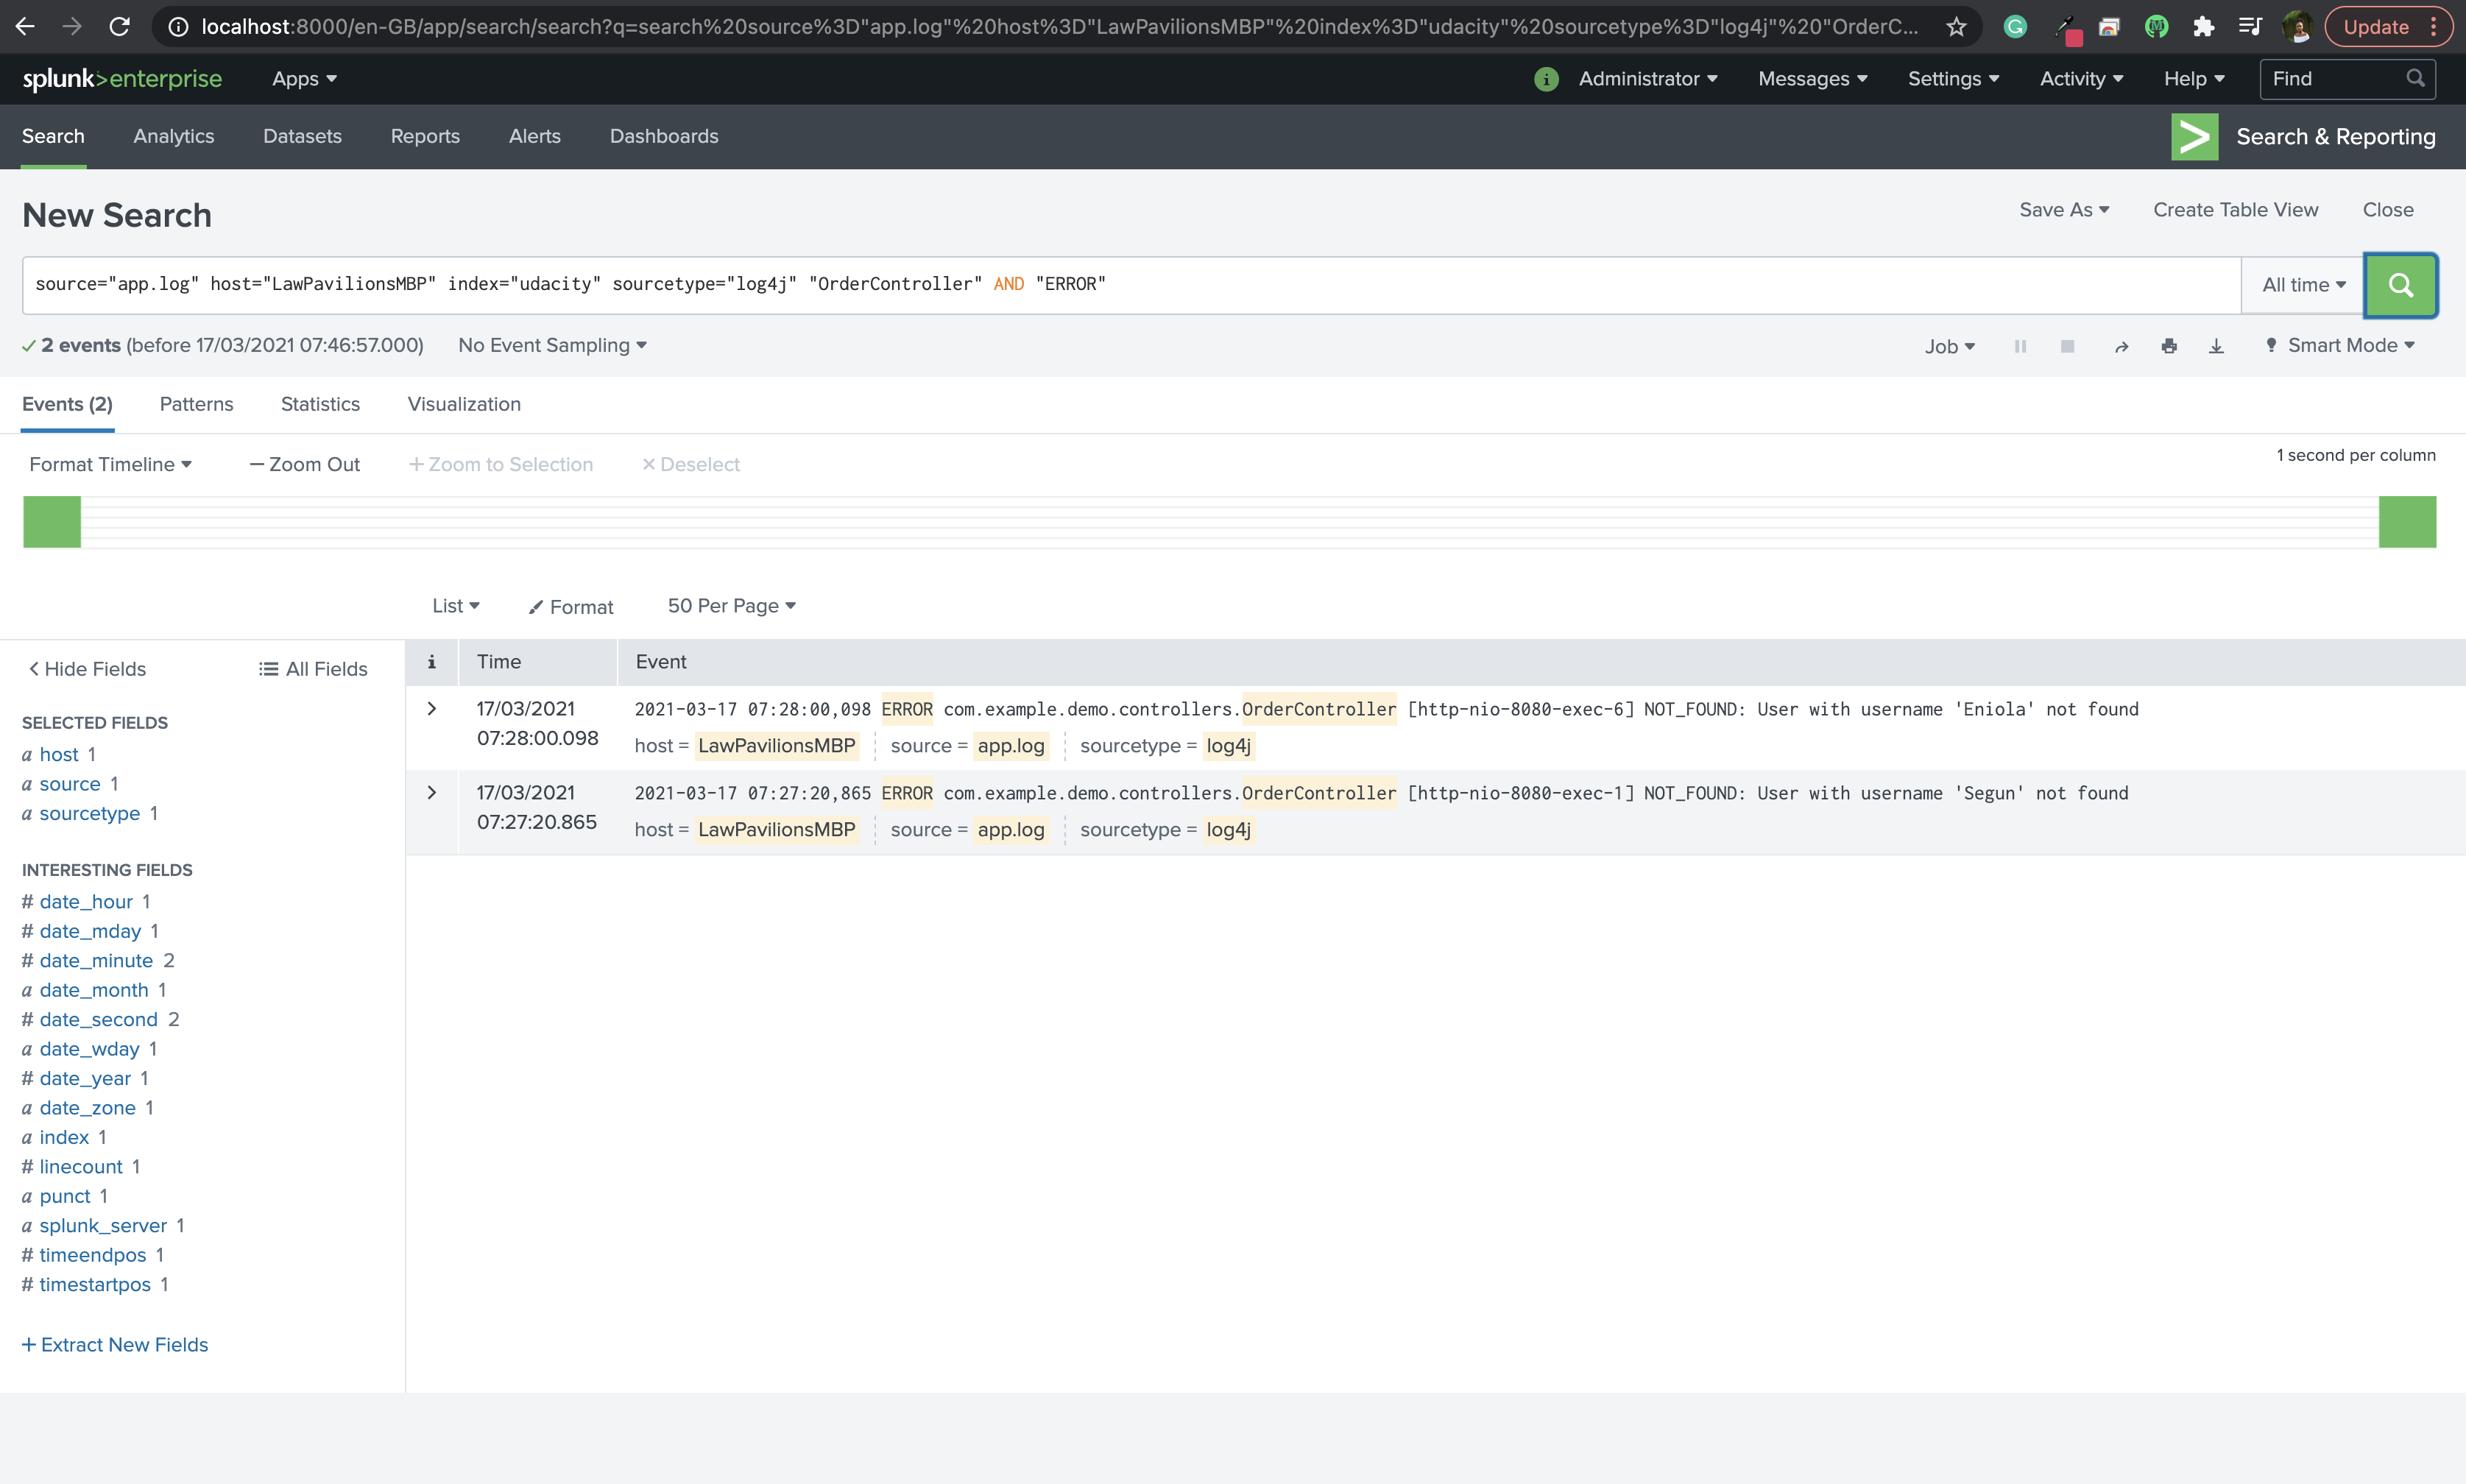 localhost:8000/en-GB/app/search/search?q=search%20source%3D"app.log"%20host%3D"LawPavilionsMBP"%20index%3D"udacity"%20sourcetype%3D"log4j"%20"OrderC...
Update
splunk>enterprise Apps
i Administrator Messages Settings Activity Help Find
Search Analytics Datasets Reports Alerts Dashboards
> Search & Reporting
New Search
Save As Create Table View Close
source="app.log" host="LawPavilionsMBP" index="udacity" sourcetype="log4j" "OrderController" AND "ERROR"
All time
2 events (before 17/03/2021 07:46:57.000) No Event Sampling
Job Smart Mode
Events (2) Patterns Statistics Visualization
Format Timeline — Zoom Out + Zoom to Selection × Deselect
1 second per column
List Format 50 Per Page
< Hide Fields All Fields
i Time Event
SELECTED FIELDS
a host 1
a source 1
a sourcetype 1
INTERESTING FIELDS
# date_hour 1
# date_mday 1
# date_minute 2
a date_month 1
# date_second 2
a date_wday 1
# date_year 1
a date_zone 1
a index 1
# linecount 1
a punct 1
a splunk_server 1
# timeendpos 1
# timestartpos 1
+ Extract New Fields
> 17/03/2021
07:28:00.098
2021-03-17 07:28:00,098 ERROR com.example.demo.controllers.OrderController [http-nio-8080-exec-6] NOT_FOUND: User with username 'Eniola' not found
host = LawPavilionsMBP source = app.log sourcetype = log4j
> 17/03/2021
07:27:20.865
2021-03-17 07:27:20,865 ERROR com.example.demo.controllers.OrderController [http-nio-8080-exec-1] NOT_FOUND: User with username 'Segun' not found
host = LawPavilionsMBP source = app.log sourcetype = log4j